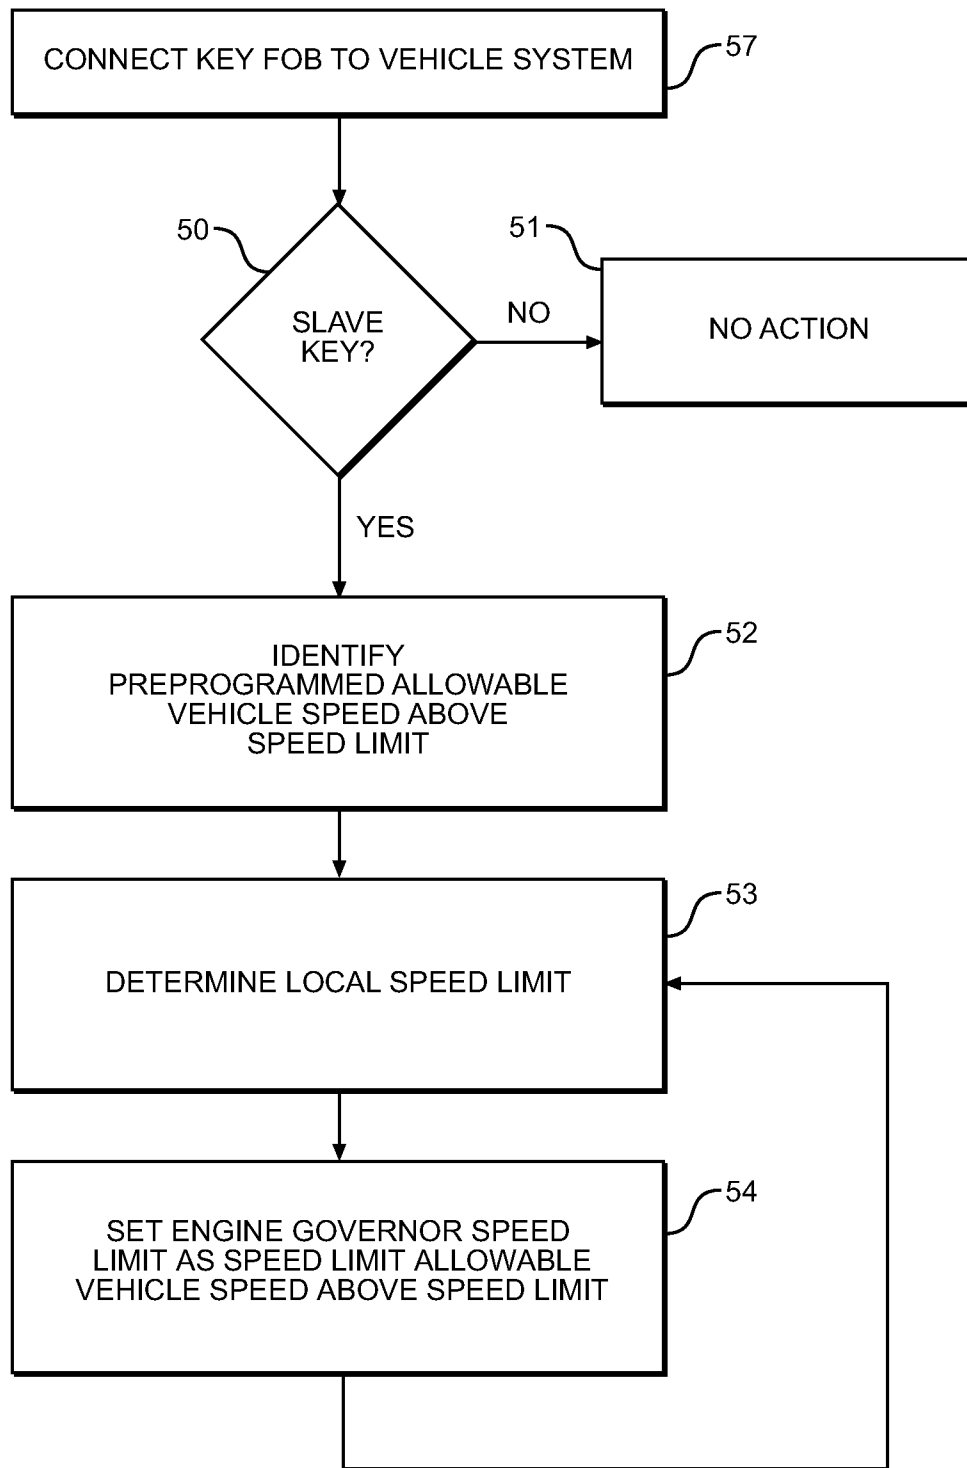 CONNECT KEY FOB TO VEHICLE SYSTEM
57
50
SLAVE
KEY?
NO
51
NO ACTION
YES
IDENTIFY
PREPROGRAMMED ALLOWABLE
VEHICLE SPEED ABOVE
SPEED LIMIT
52
DETERMINE LOCAL SPEED LIMIT
53
SET ENGINE GOVERNOR SPEED
LIMIT AS SPEED LIMIT ALLOWABLE
VEHICLE SPEED ABOVE SPEED LIMIT
54